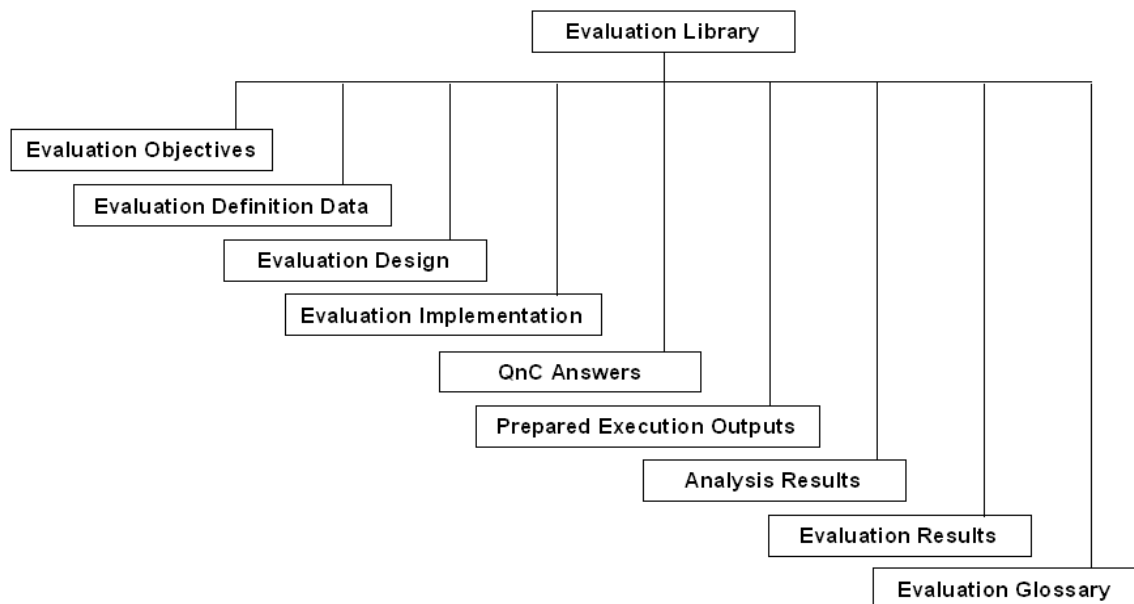 Evaluation Library
Evaluation Objectives
Evaluation Definition Data
Evaluation Design
Evaluation Implementation
QnC Answers
Prepared Execution Outputs
Analysis Results
Evaluation Results
Evaluation Glossary